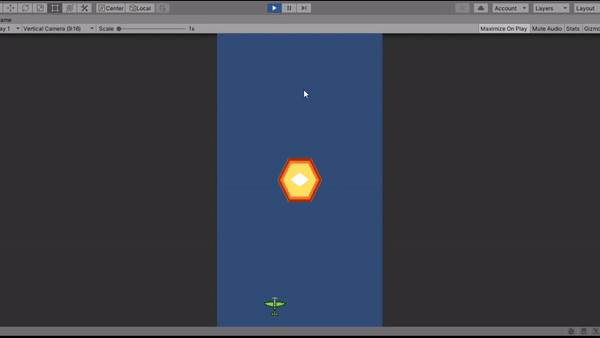 Center Local Account Layers Layout
ame
ay 1 Vertical Camera (9:16) Scale 1x Maximize On Play Mute Audio Stats Gizmo